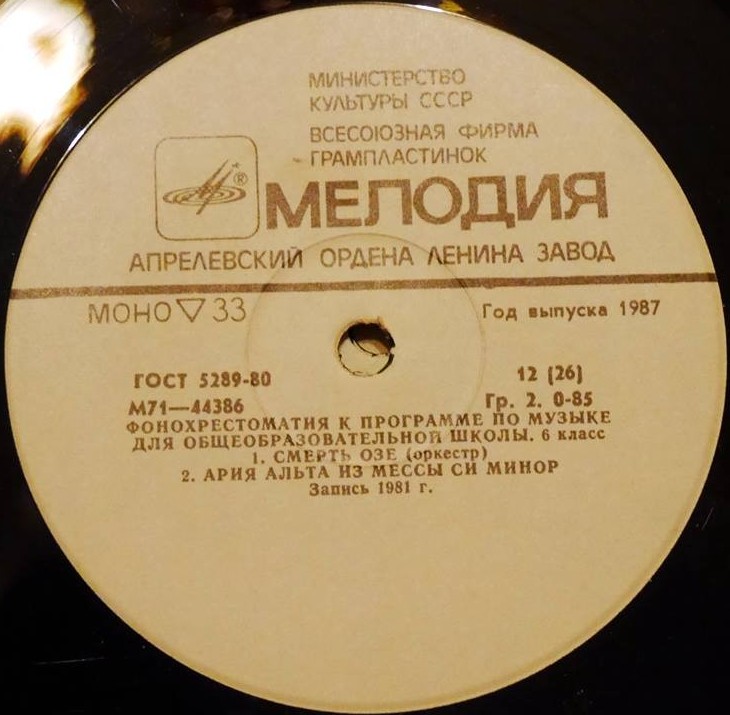 МИНИСТЕРСТВО
КУЛЬТУРЫ СССР
ВСЕСОЮЗНАЯ ФИРМА
ГРАМПЛАСТИНОК
®
МЕЛОДИЯ
АПРЕЛЕВСКИЙ ОРДЕНА ЛЕНИНА ЗАВОД
МОНО ▽ 33
Год выпуска 1987
ГОСТ 5289-80
12 (26)
М71—44386
Гр. 2. 0-85
ФОНОХРЕСТОМАТИЯ К ПРОГРАММЕ ПО МУЗЫКЕ
ДЛЯ ОБЩЕОБРАЗОВАТЕЛЬНОЙ ШКОЛЫ. 6 класс
1. СМЕРТЬ ОЗЕ (оркестр)
2. АРИЯ АЛЬТА ИЗ МЕССЫ СИ МИНОР
Запись 1981 г.